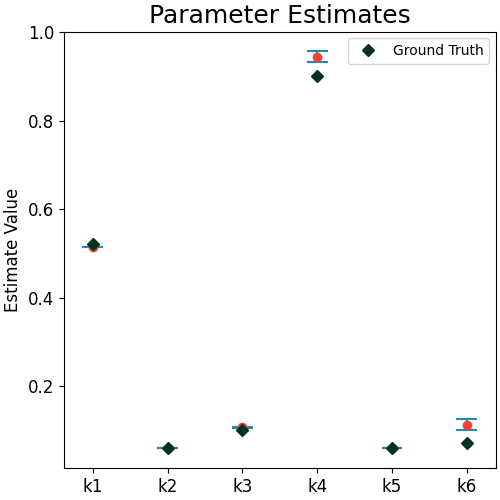 Parameter Estimates
Ground Truth
Estimate Value
1.0
0.8
0.6
0.4
0.2
k1 k2 k3 k4 k5 k6